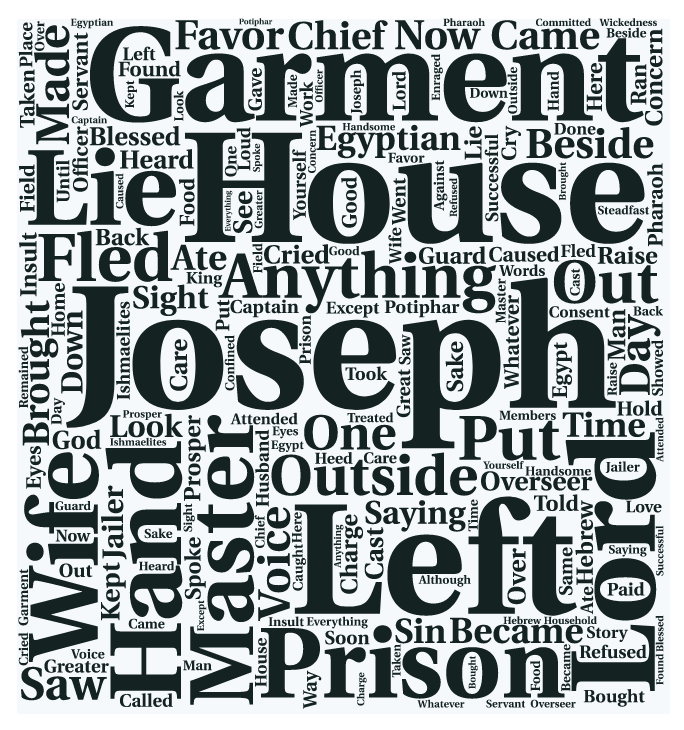 Egyptian
Potiphar
Pharaoh
Committed
Wickedness
Place
Over
Taken
Made
Servant
Left
Found
Kept
Look
Favor
Chief
Now
Came
Beside
Concern
Ran
Garment
Gave
Made
Work
Officer
Joseph
Lord
Enraged
Down
Outside
Hand
Here
Captain
Blessed
Officer
Heard
One
Loud
Spoke
Handsome
Concern
Egyptian
Favor
Lie
Cry
Successful
Done
Beside
Pharaoh
Field
Until
Lie
Caused
Food
House
Everything
See
Greater
Yourself
Good
Went
Wife
Against
Refused
Brought
Steadfast
Insult
Back
Fled
Ate
King
Field
Cried
Good
Guard
Caused
Fled
Raise
Words
Anything
Cast
Out
Sight
Home
Down
Ishmaelites
Put
Captain
Except
Potiphar
Master
Whatever
Consent
Man
Back
Day
Showed
Raise
Remained
Brought
Day
Joseph
Care
Confined
Prison
Took
Great
Saw
Sake
Egypt
Hold
Prosper
Look
Ishmaelites
Prosper
Attended
Eyes
Egypt
Treated
One
Members
Put
Time
Attended
God
Eyes
Husband
Heed
Care
Outside
Yourself
Handsome
Overseer
Jailer
Lord
Wife
Guard
Hand
Jailer
Sight
Master
Now
Sake
Chief
Voice
Here
Caught
Anything
Charge
Cast
Saying
Time
Told
Love
Out
Heard
Kept
Spoke
Except
Left
Although
Over
Same
Hebrew
Ate
Saying
Successful
Paid
Garment
Cried
Came
Insult
Everything
Hebrew
Household
Voice
Greater
Man
House
Soon
Sin
Became
Story
Refused
Found
Blessed
Saw
Called
Way
Prison
Charge
Taken
Bought
Food
Became
Whatever
Servant
Overseer
Bought